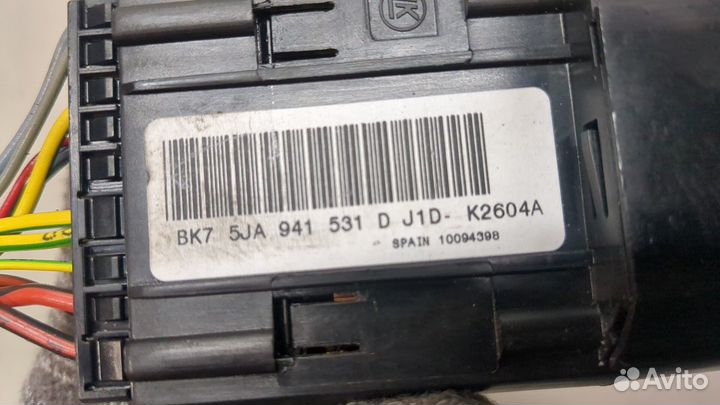 BK7 5JA 941 531 D J1D- K2604A
- SPAIN 10094398
Avito